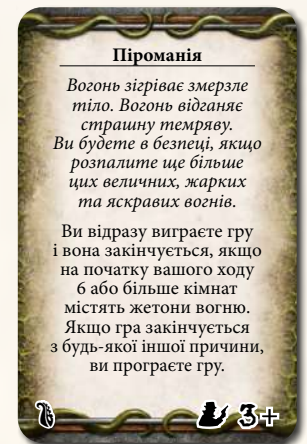 Піроманія
Вогонь зігріває змерзле
тіло. Вогонь відганяє
страшну темряву.
Ви будете в безпеці, якщо
розпалите ще більше
цих величних, жарких
та яскравих вогнів.
Ви відразу виграєте гру
і вона закінчується, якщо
на початку вашого ходу
6 або більше кімнат
містять жетони вогню.
Якщо гра закінчується
з будь-якої іншої причини,
ви програєте гру.
3+